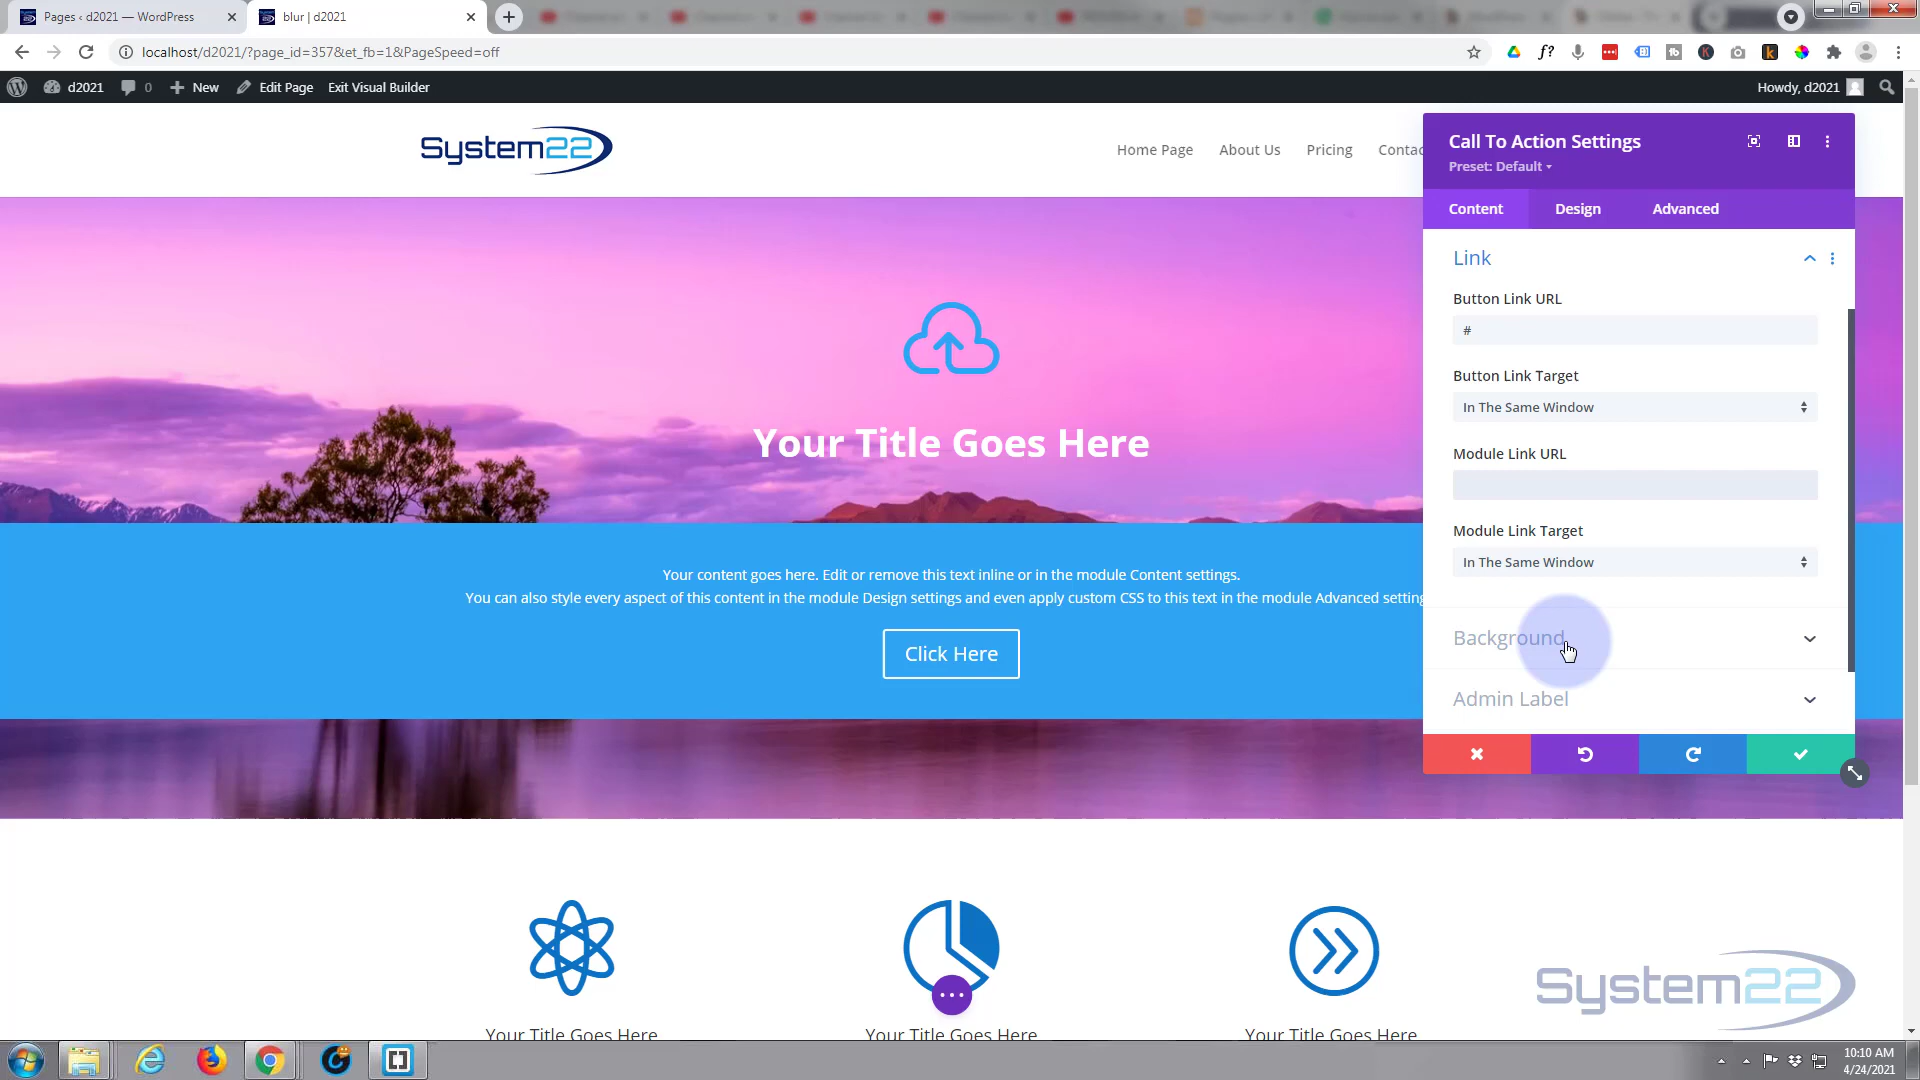 Pages ‹ d2021 — WordPress
blur | d2021
localhost/d2021/?page_id=357&et_fb=1&PageSpeed=off
d2021
0
New
Edit Page
Exit Visual Builder
Howdy, d2021
System22
Home Page
About Us
Pricing
Contac
Call To Action Settings
Preset: Default
Content
Design
Advanced
Link
Button Link URL
#
Button Link Target
In The Same Window
Module Link URL
Module Link Target
In The Same Window
Background
Admin Label
Your Title Goes Here
Your content goes here. Edit or remove this text inline or in the module Content settings.
You can also style every aspect of this content in the module Design settings and even apply custom CSS to this text in the module Advanced setting
Click Here
Your Title Goes Here
Your Title Goes Here
Your Title Goes Here
System22
10:10 AM
4/24/2021